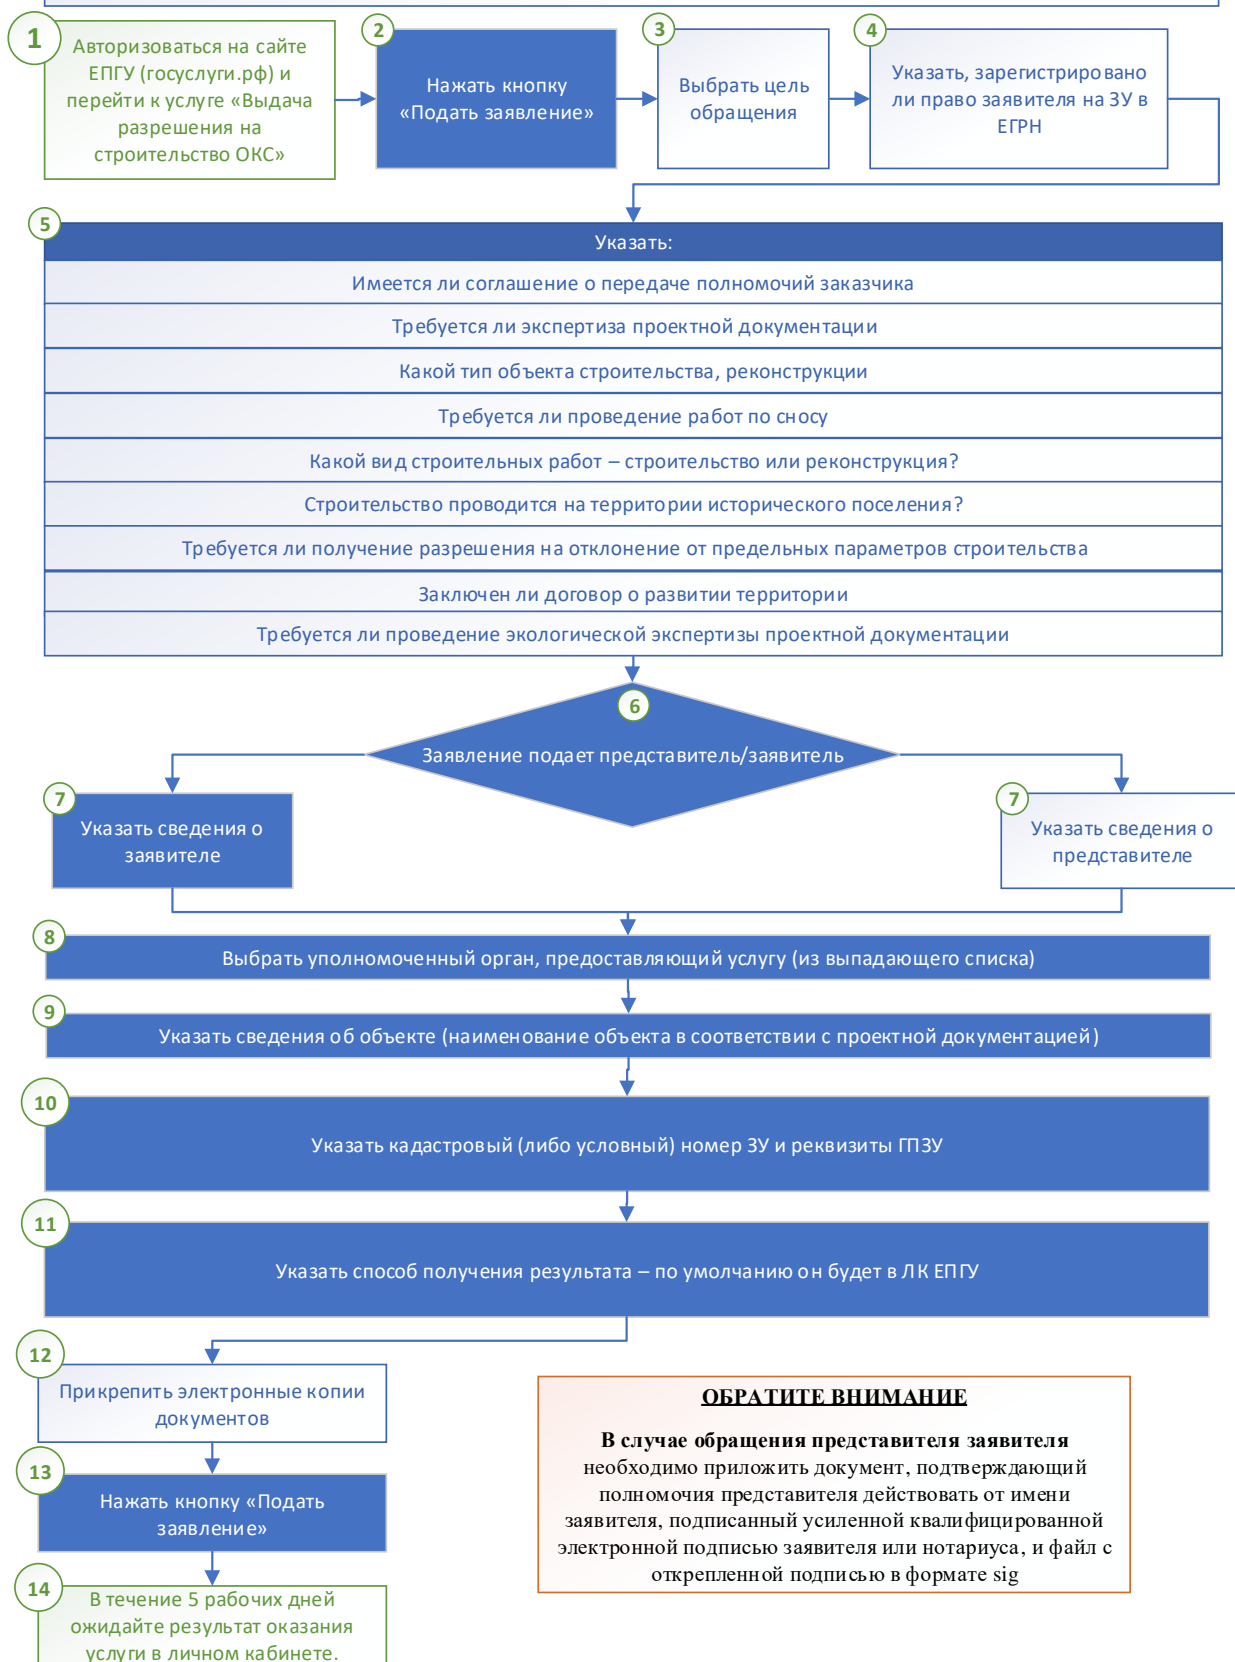 1
Авторизоваться на сайте
ЕПГУ (госуслуги.рф) и
перейти к услуге «Выдача
разрешения на
строительство ОКС»
2
Нажать кнопку
«Подать заявление»
3
Выбрать цель
обращения
4
Указать, зарегистрировано
ли право заявителя на ЗУ в
ЕГРН
5
Указать:
Имеется ли соглашение о передаче полномочий заказчика
Требуется ли экспертиза проектной документации
Какой тип объекта строительства, реконструкции
Требуется ли проведение работ по сносу
Какой вид строительных работ – строительство или реконструкция?
Строительство проводится на территории исторического поселения?
Требуется ли получение разрешения на отклонение от предельных параметров строительства
Заключен ли договор о развитии территории
Требуется ли проведение экологической экспертизы проектной документации
6
Заявление подает представитель/заявитель
7
Указать сведения о
заявителе
7
Указать сведения о
представителе
8
Выбрать уполномоченный орган, предоставляющий услугу (из выпадающего списка)
9
Указать сведения об объекте (наименование объекта в соответствии с проектной документацией)
10
Указать кадастровый (либо условный) номер ЗУ и реквизиты ГПЗУ
11
Указать способ получения результата – по умолчанию он будет в ЛК ЕПГУ
12
Прикрепить электронные копии
документов
13
Нажать кнопку «Подать
заявление»
14
В течение 5 рабочих дней
ожидайте результат оказания
услуги в личном кабинете.
ОБРАТИТЕ ВНИМАНИЕ
В случае обращения представителя заявителя
необходимо приложить документ, подтверждающий
полномочия представителя действовать от имени
заявителя, подписанный усиленной квалифицированной
электронной подписью заявителя или нотариуса, и файл с
открепленной подписью в формате sig